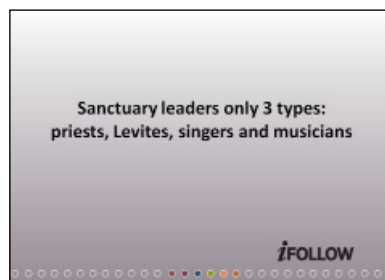 Sanctuary leaders only 3 types:
priests, Levites, singers and musicians
iFOLLOW